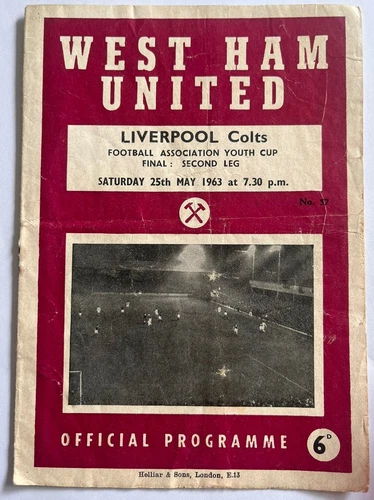 WEST HAM
UNITED
LIVERPOOL Colts
FOOTBALL ASSOCIATION YOUTH CUP
FINAL: SECOND LEG
SATURDAY 25th MAY 1963 at 7.30 p.m.
No. 57
OFFICIAL PROGRAMME 6D
Helliar & Sons, London, E.13